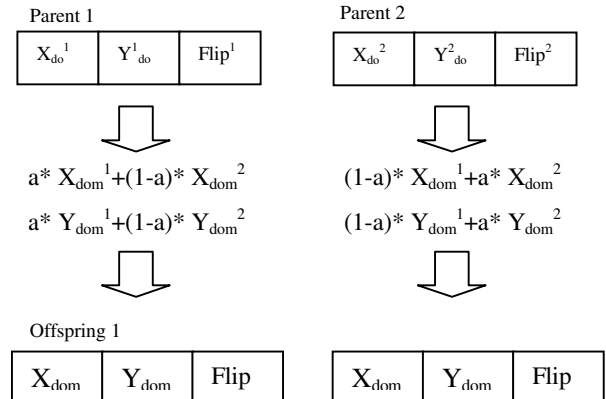 Parent 1 Parent 2
X_do^1 Y^1_do Flip^1 X_do^2 Y^2_do Flip^2
a* X_dom^1+(1-a)* X_dom^2 (1-a)* X_dom^1+a* X_dom^2
a* Y_dom^1+(1-a)* Y_dom^2 (1-a)* Y_dom^1+a* Y_dom^2
Offspring 1
X_dom Y_dom Flip X_dom Y_dom Flip